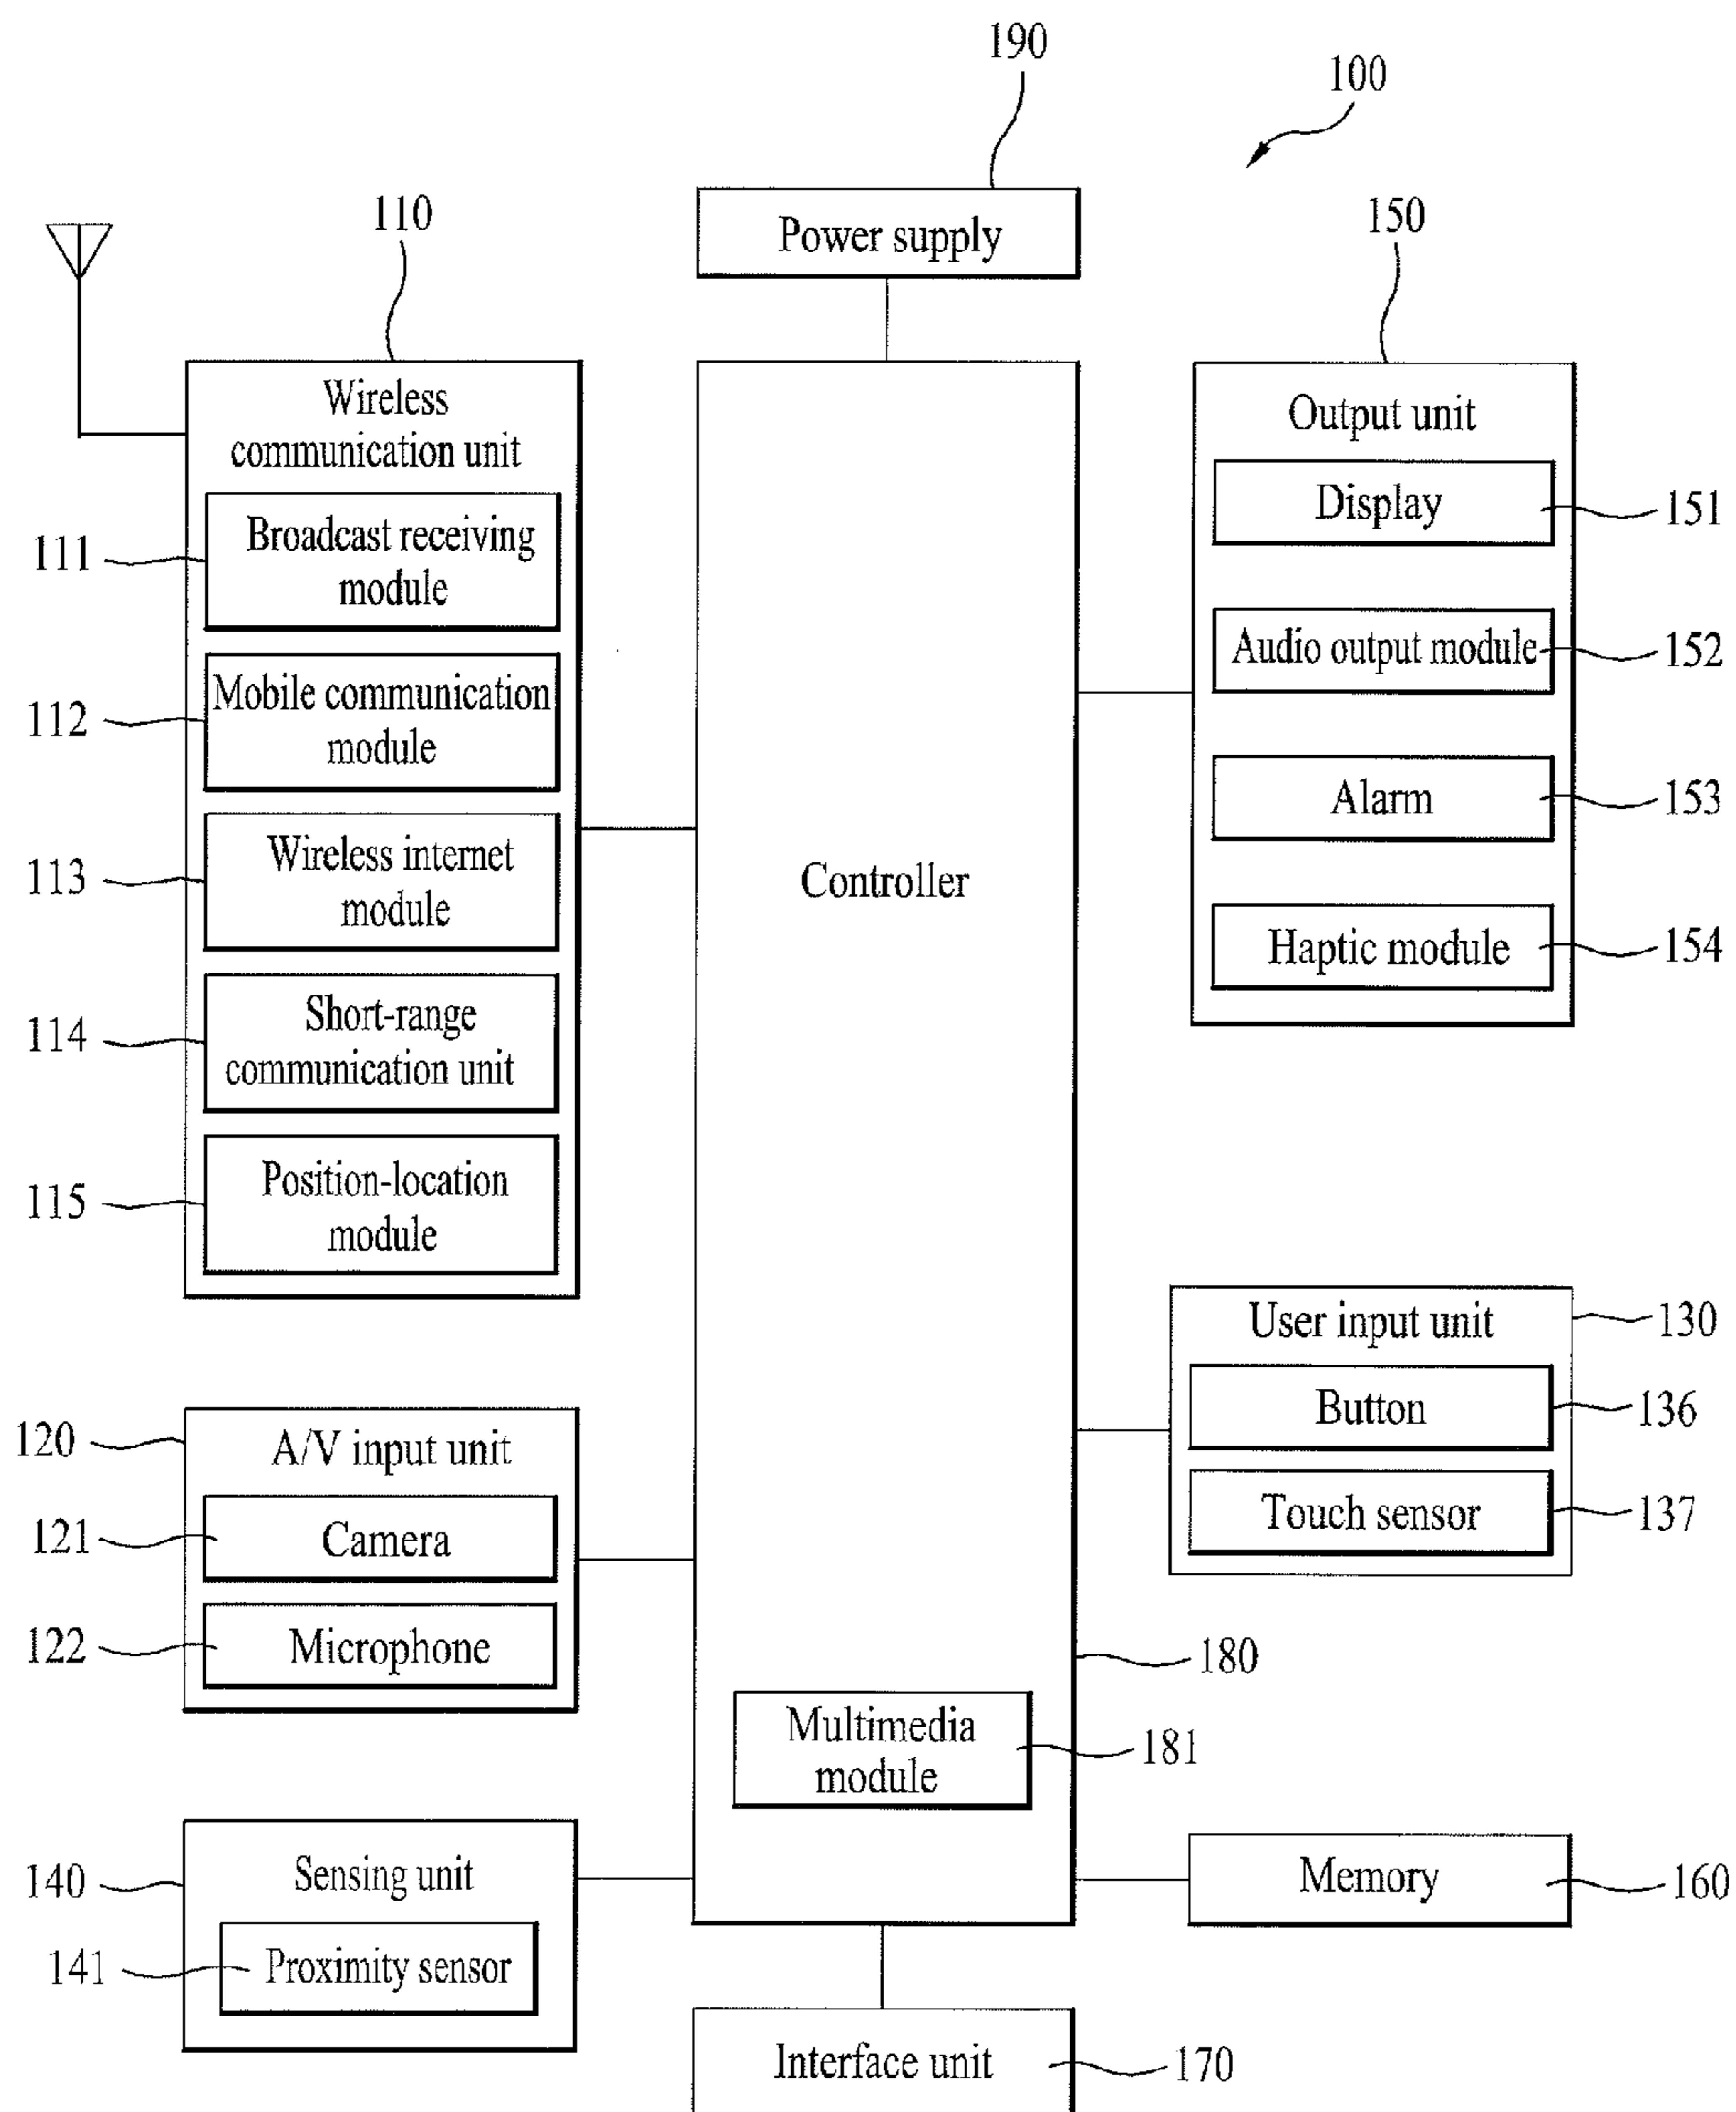 190
100
Power supply
110
Wireless
communication unit
111
Broadcast receiving
module
112
Mobile communication
module
113
Wireless internet
module
114
Short-range
communication unit
115
Position-location
module
150
Output unit
Display
151
Audio output module
152
Alarm
153
Haptic module
154
Controller
User input unit
130
Button
136
Touch sensor
137
120
A/V input unit
121
Camera
122
Microphone
180
Multimedia
module
181
140
Sensing unit
141
Proximity sensor
Memory
160
Interface unit
170